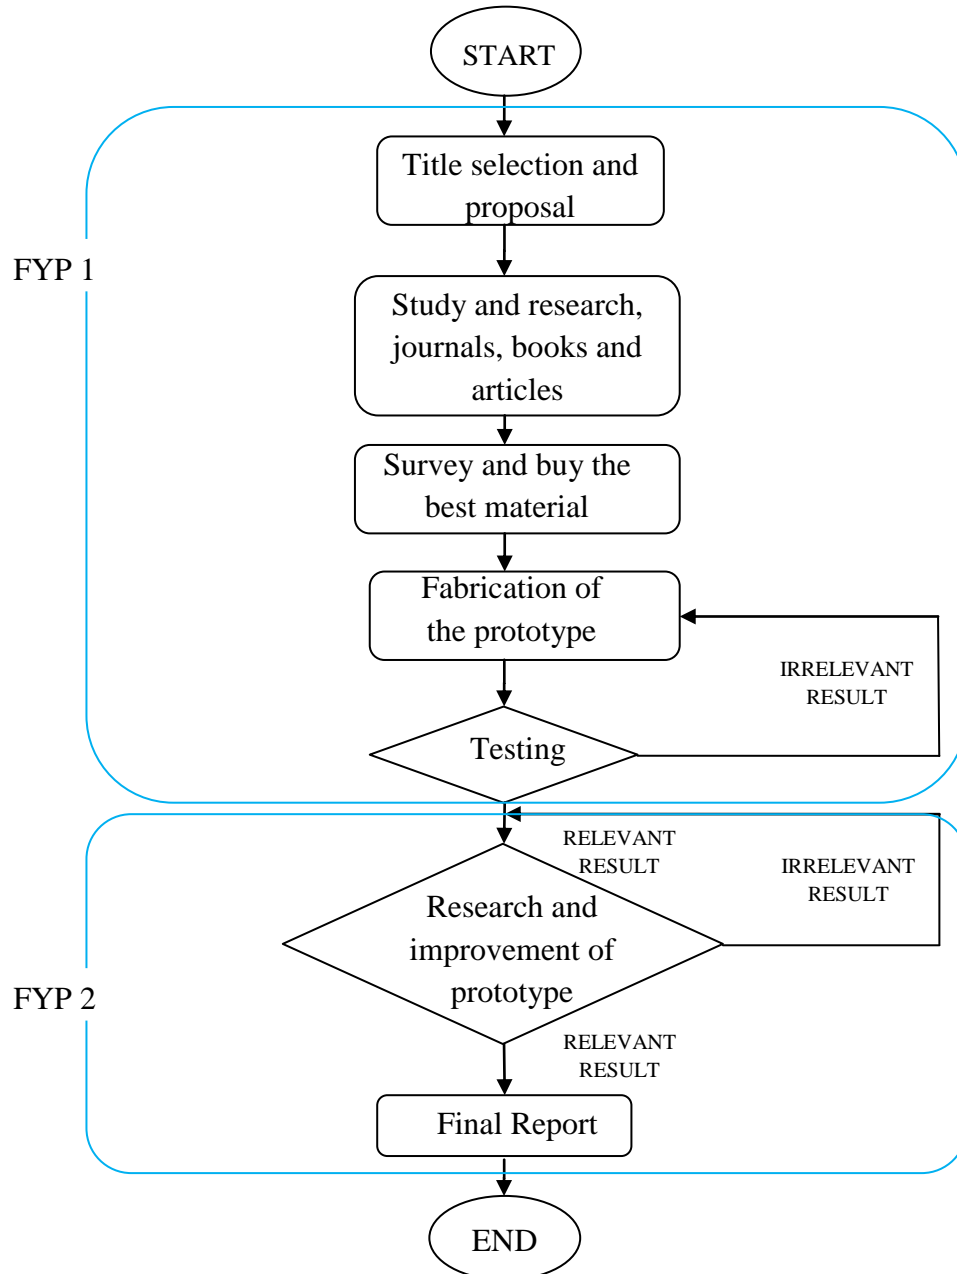 START
Title selection and
proposal
FYP 1
Study and research,
journals, books and
articles
Survey and buy the
best material
Fabrication of
the prototype
IRRELEVANT
RESULT
Testing
RELEVANT
RESULT
IRRELEVANT
RESULT
Research and
improvement of
prototype
FYP 2
RELEVANT
RESULT
Final Report
END